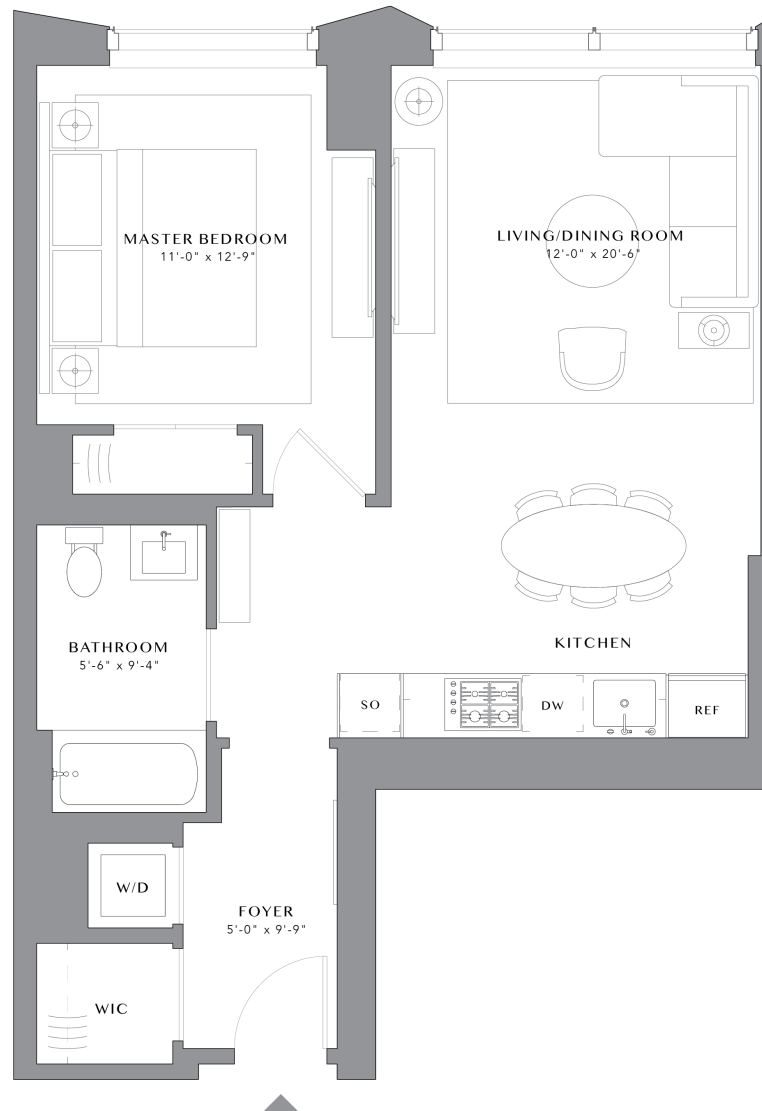 MASTER BEDROOM
11'-0" x 12'-9"
LIVING/DINING ROOM
12'-0" x 20'-6"
KITCHEN
BATHROOM
5'-6" x 9'-4"
SO
DW
REF
W/D
FOYER
5'-0" x 9'-9"
WIC